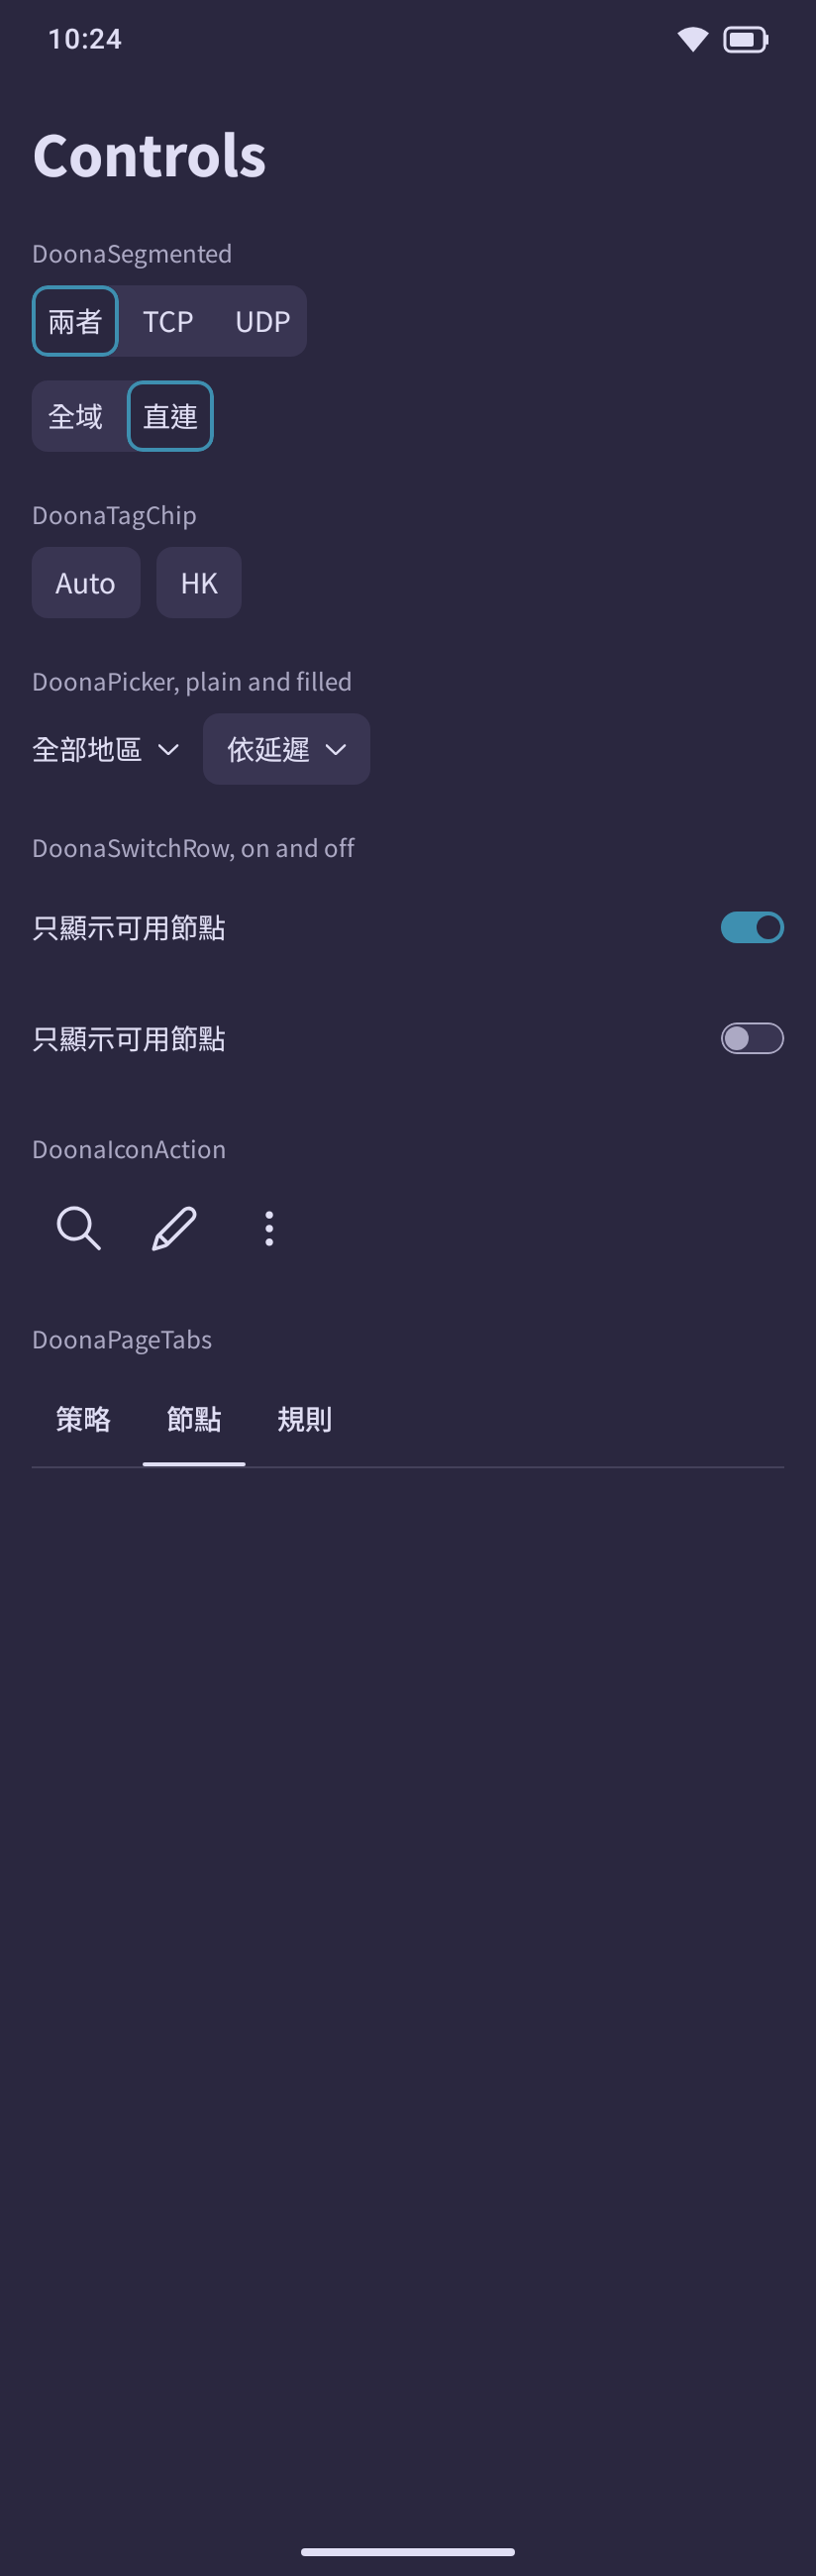 10:24
Controls
DoonaSegmented
兩者 TCP UDP
全域 直連
DoonaTagChip
Auto HK
DoonaPicker, plain and filled
全部地區 依延遲
DoonaSwitchRow, on and off
只顯示可用節點
只顯示可用節點
DoonaIconAction
DoonaPageTabs
策略 節點 規則